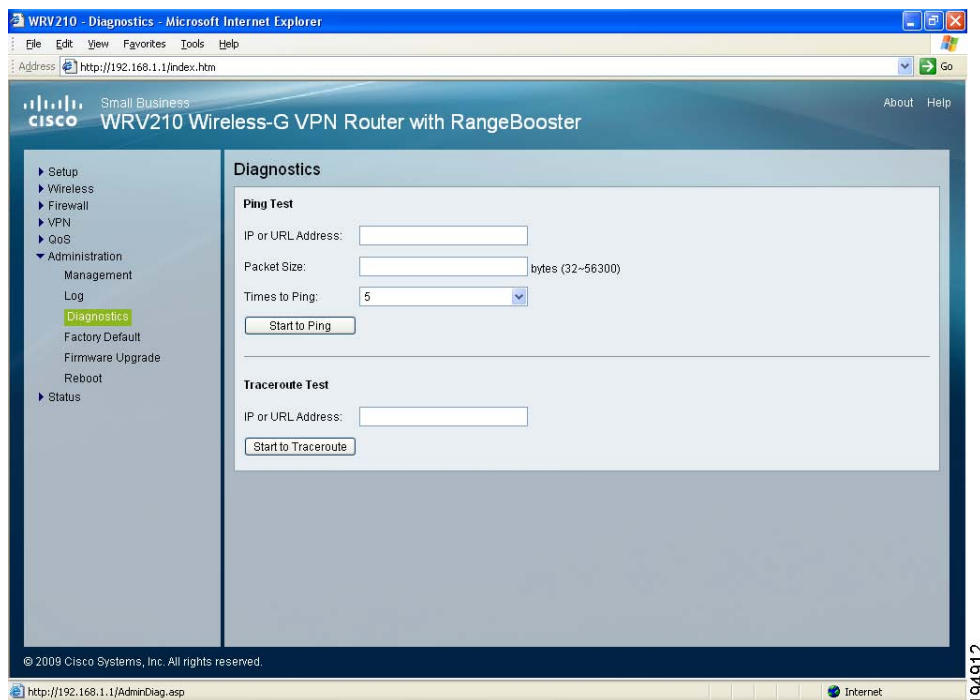 WRV210 - Diagnostics - Microsoft Internet Explorer
File Edit View Favorites Tools Help
Address http://192.168.1.1/index.htm Go
CISCO
Small Business
WRV210 Wireless-G VPN Router with RangeBooster
About Help
Setup
Wireless
Firewall
VPN
QoS
Administration
Management
Log
Diagnostics
Factory Default
Firmware Upgrade
Reboot
Status
Diagnostics
Ping Test
IP or URL Address:
Packet Size: bytes (32~56300)
Times to Ping: 5
Start to Ping
Traceroute Test
IP or URL Address:
Start to Traceroute
© 2009 Cisco Systems, Inc. All rights reserved.
http://192.168.1.1/AdminDiag.asp Internet